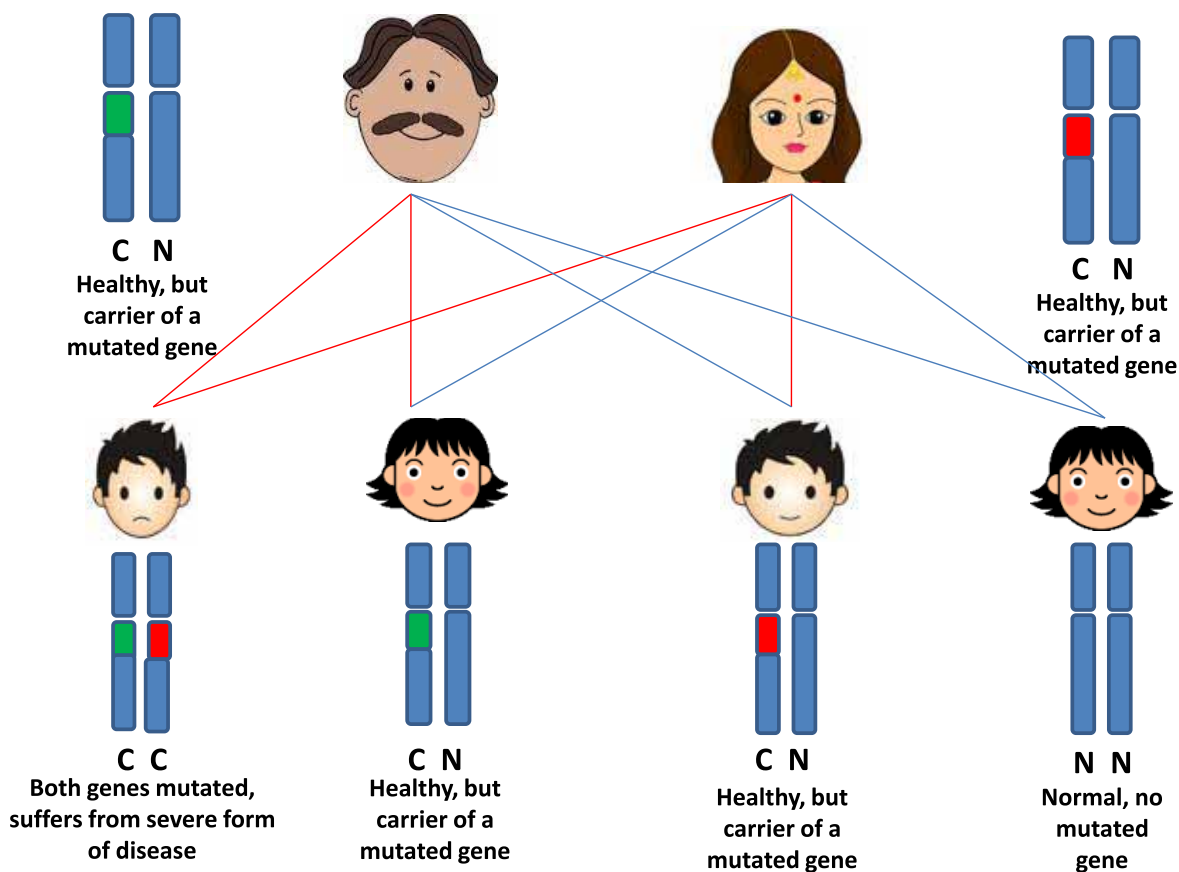 C N
Healthy, but
carrier of a
mutated gene
C N
Healthy, but
carrier of a
mutated gene
C C
Both genes mutated,
suffers from severe form
of disease
C N
Healthy, but
carrier of a
mutated gene
C N
Healthy, but
carrier of a
mutated gene
N N
Normal, no
mutated
gene